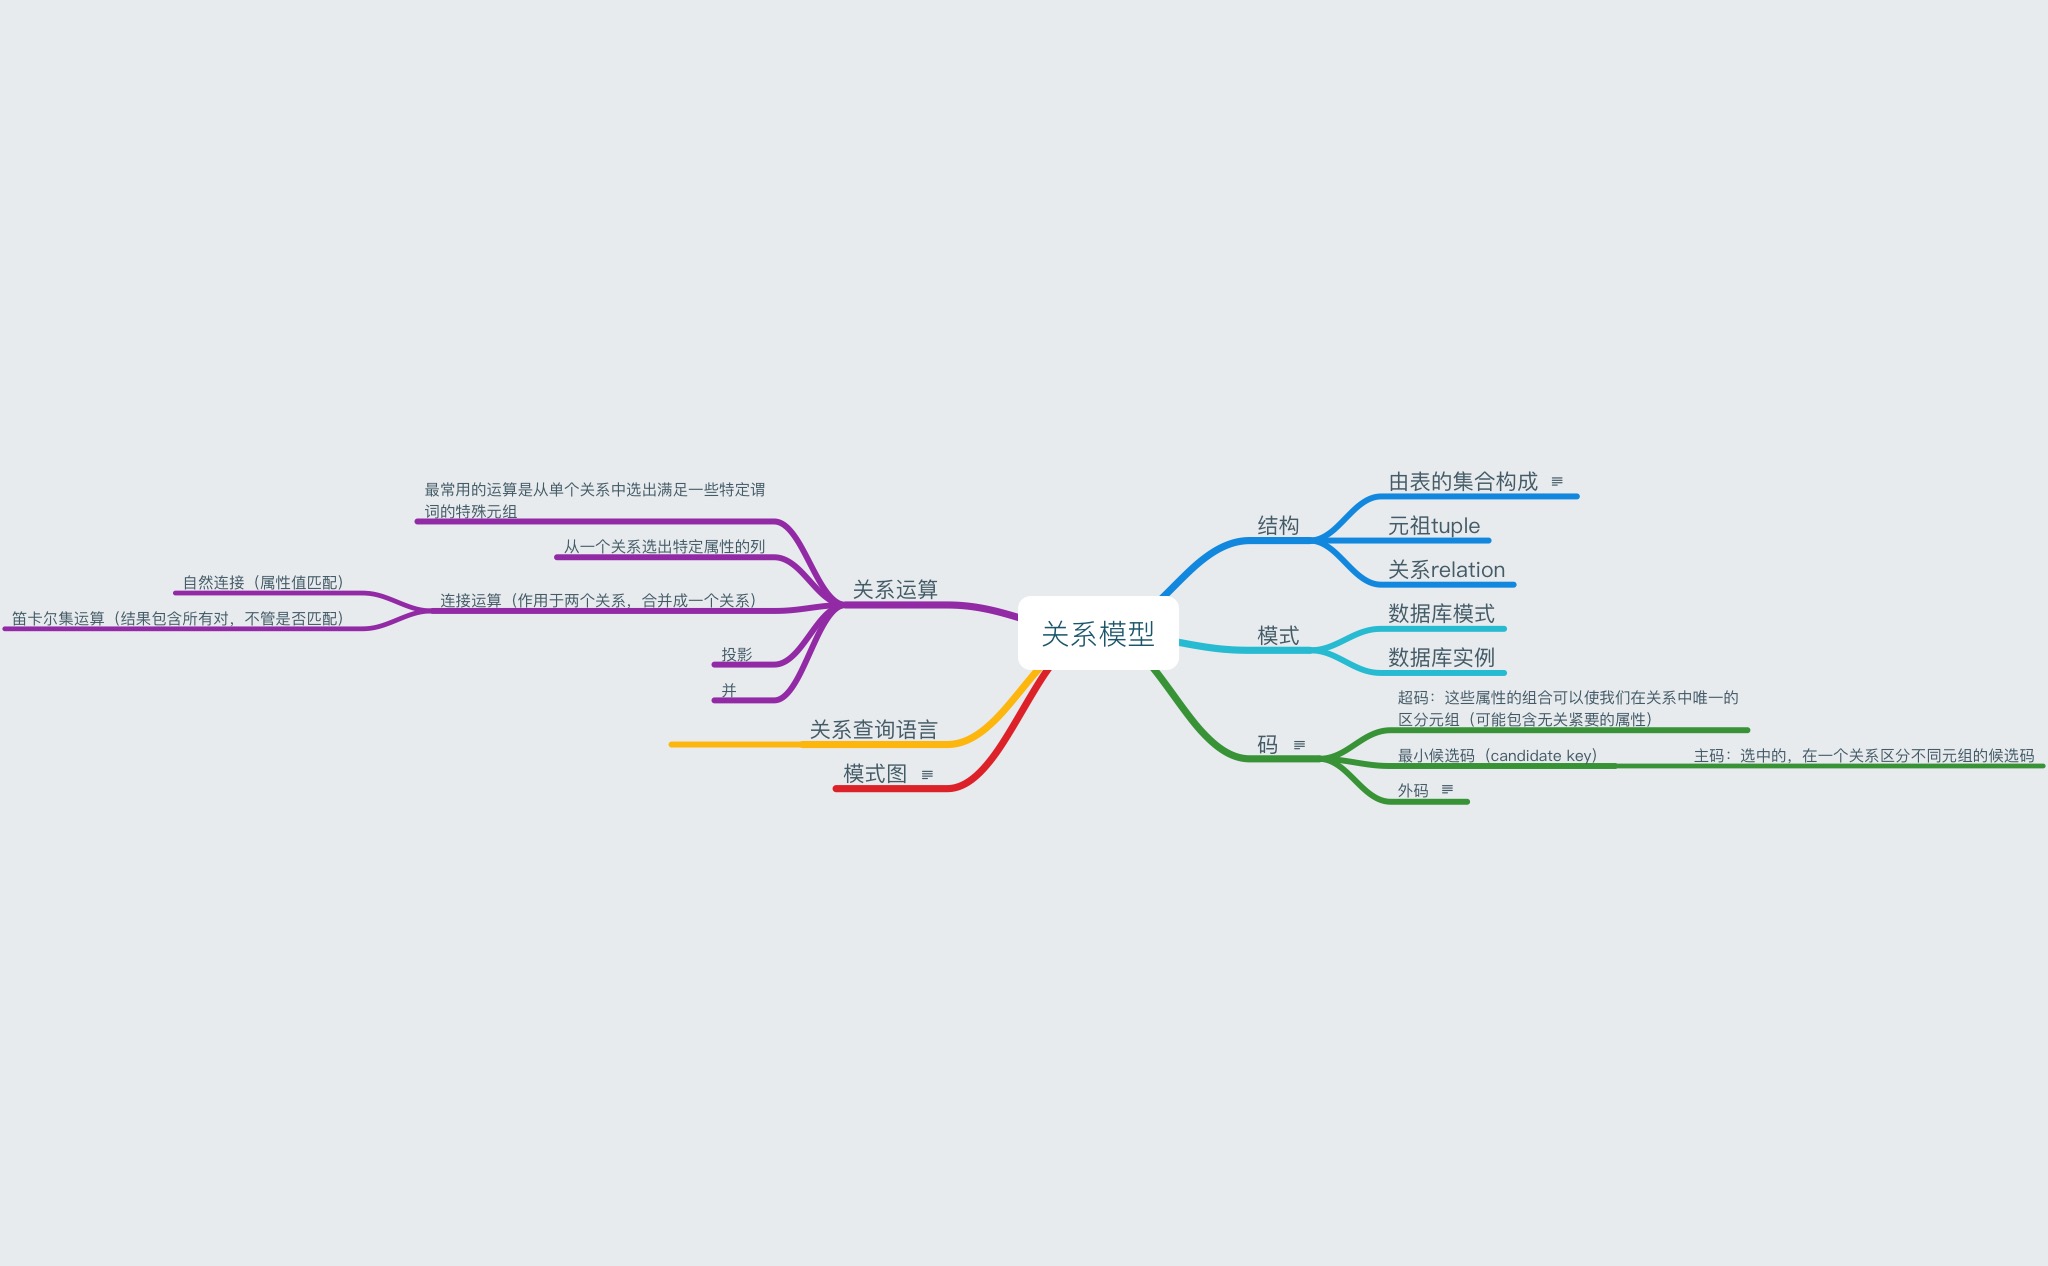 关系模型
结构
由表的集合构成
元祖tuple
关系relation
模式
数据库模式
数据库实例
码
超码：这些属性的组合可以使我们在关系中唯一的
区分元组（可能包含无关紧要的属性）
最小候选码（candidate key）
主码：选中的，在一个关系区分不同元组的候选码
外码
关系运算
最常用的运算是从单个关系中选出满足一些特定谓
词的特殊元组
从一个关系选出特定属性的列
连接运算（作用于两个关系，合并成一个关系）
自然连接（属性值匹配）
笛卡尔集运算（结果包含所有对，不管是否匹配）
投影
并
关系查询语言
模式图